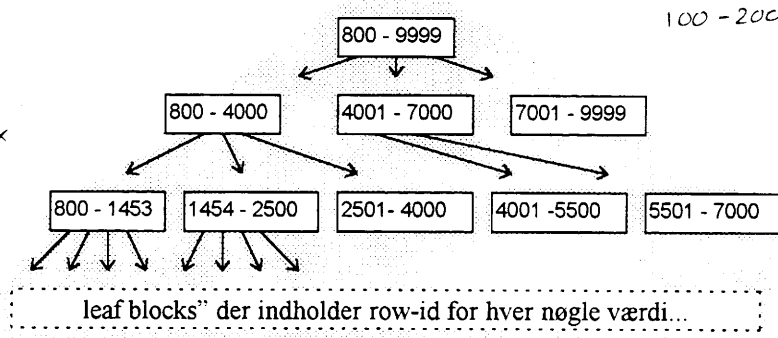 100 - 200
800 - 9999
800 - 4000
4001 - 7000
7001 - 9999
800 - 1453
1454 - 2500
2501 - 4000
4001 -5500
5501 - 7000
leaf blocks” der indholder row-id for hver nøgle værdi...